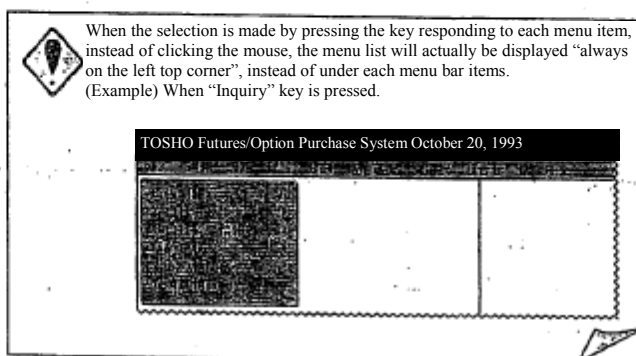 When the selection is made by pressing the key responding to each menu item,
instead of clicking the mouse, the menu list will actually be displayed “always
on the left top corner”, instead of under each menu bar items.
(Example) When “Inquiry” key is pressed.
TOSHO Futures/Option Purchase System October 20, 1993